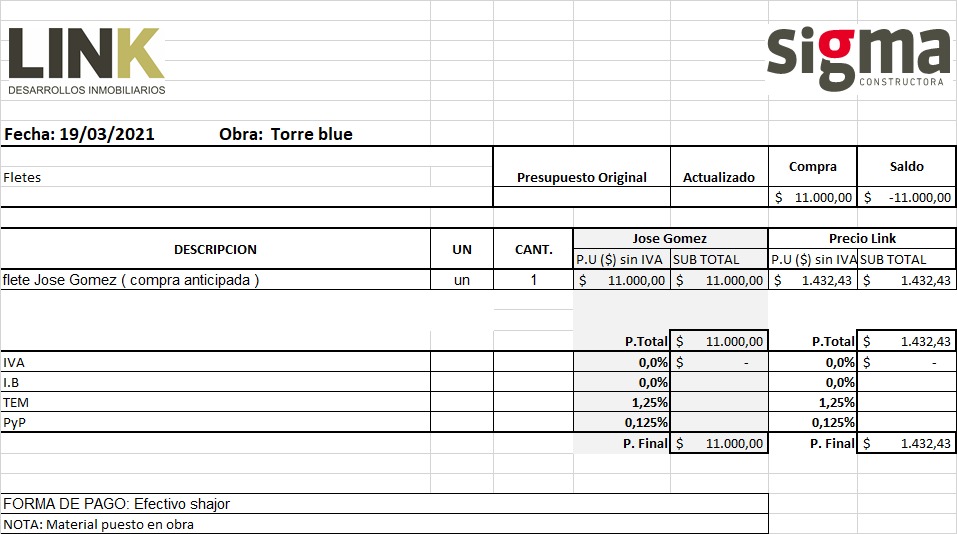 LINK
DESARROLLOS INMOBILIARIOS
sigma
CONSTRUCTORA
Fecha: 19/03/2021 Obra: Torre blue
Fletes Presupuesto Original Actualizado Compra Saldo
$ 11.000,00 $ -11.000,00
DESCRIPCION UN CANT. Jose Gomez Precio Link
P.U ($) sin IVA SUB TOTAL P.U ($) sin IVA SUB TOTAL
flete Jose Gomez ( compra anticipada ) un 1 $ 11.000,00 $ 11.000,00 $ 1.432,43 $ 1.432,43
P.Total $ 11.000,00 P.Total $ 1.432,43
IVA 0,0% $ - 0,0% $ -
I.B 0,0% 0,0%
TEM 1,25% 1,25%
PyP 0,125% 0,125%
P. Final $ 11.000,00 P. Final $ 1.432,43
FORMA DE PAGO: Efectivo shajor
NOTA: Material puesto en obra